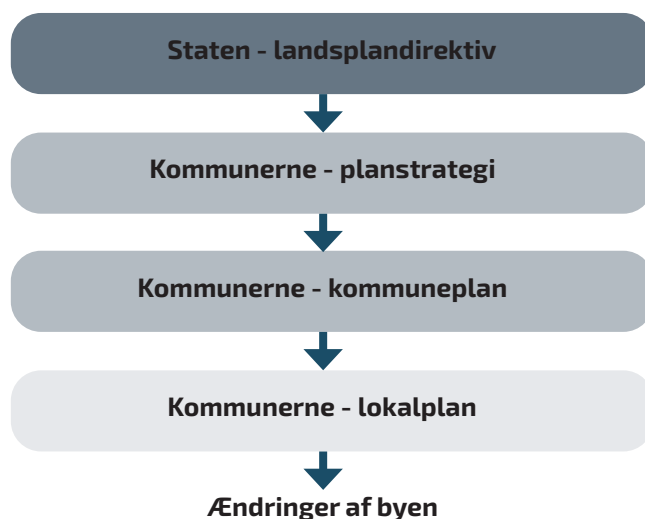 Staten - landsplandirektiv
Kommunerne - planstrategi
Kommunerne - kommuneplan
Kommunerne - lokalplan
Ændringer af byen